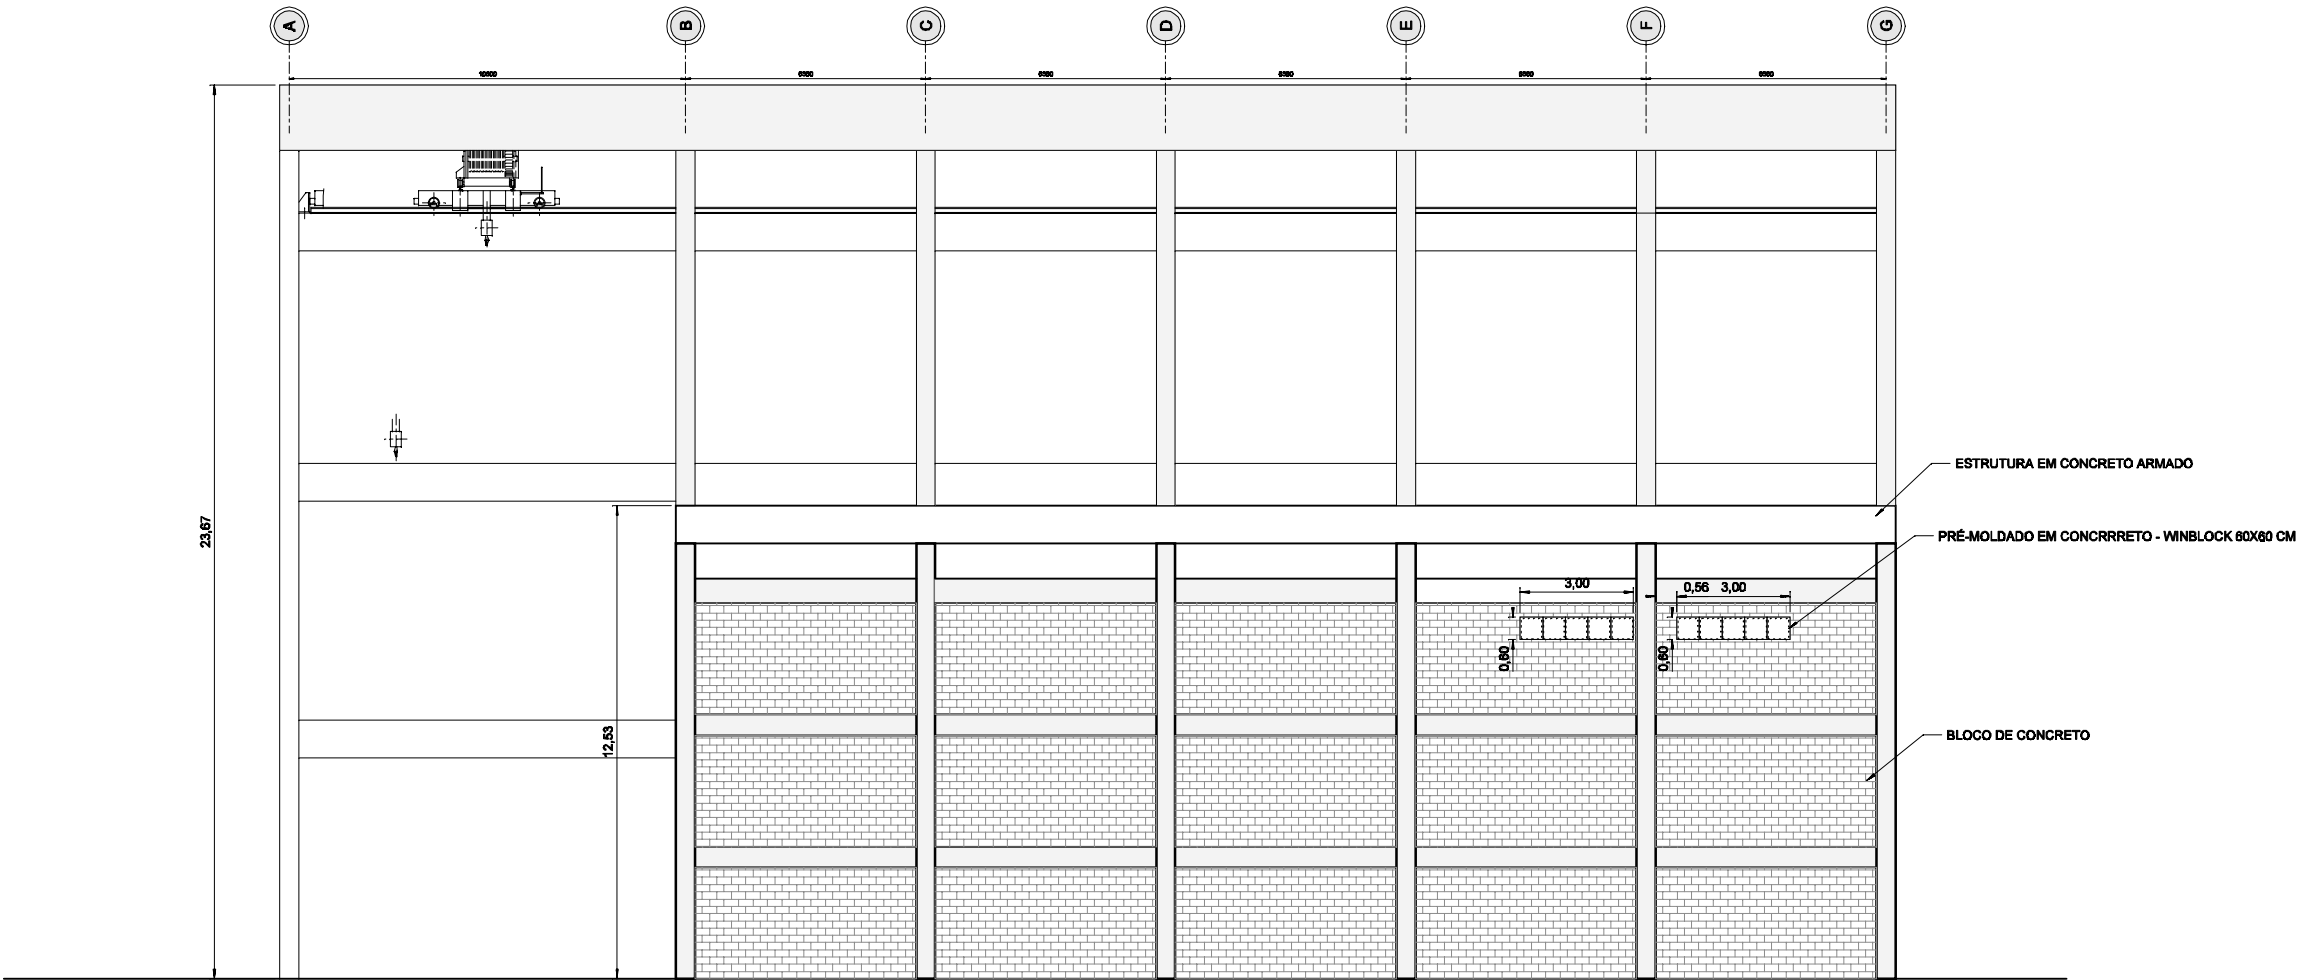 A
B
C
D
E
F
G
10500
23,67
12,53
ESTRUTURA EM CONCRETO ARMADO
PRÉ-MOLDADO EM CONCRRRETO - WINBLOCK 60X60 CM
3,00
0,56 3,00
0,60
0,60
BLOCO DE CONCRETO